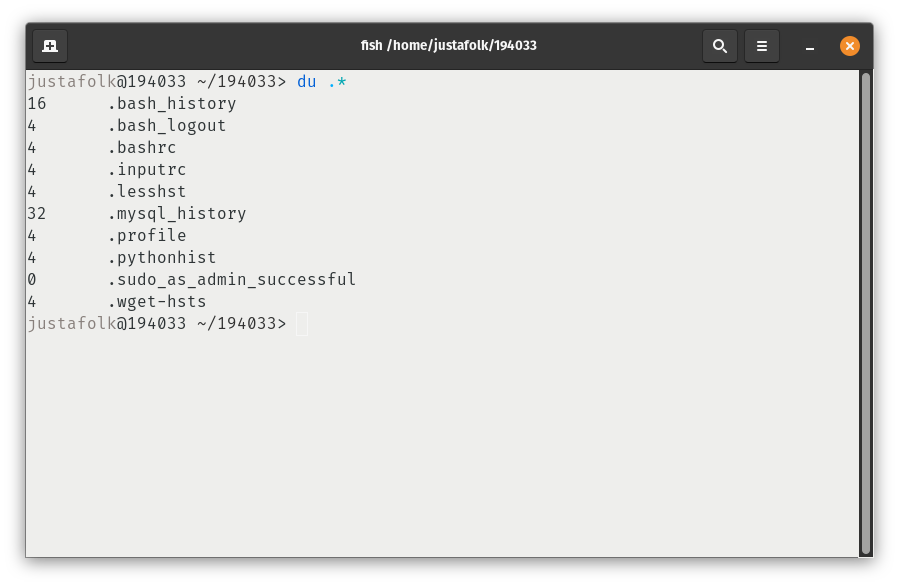 fish /home/justafolk/194033
justafolk@194033 ~/194033> du .*
16      .bash_history
4       .bash_logout
4       .bashrc
4       .inputrc
4       .lesshst
32      .mysql_history
4       .profile
4       .pythonhist
0       .sudo_as_admin_successful
4       .wget-hsts
justafolk@194033 ~/194033>